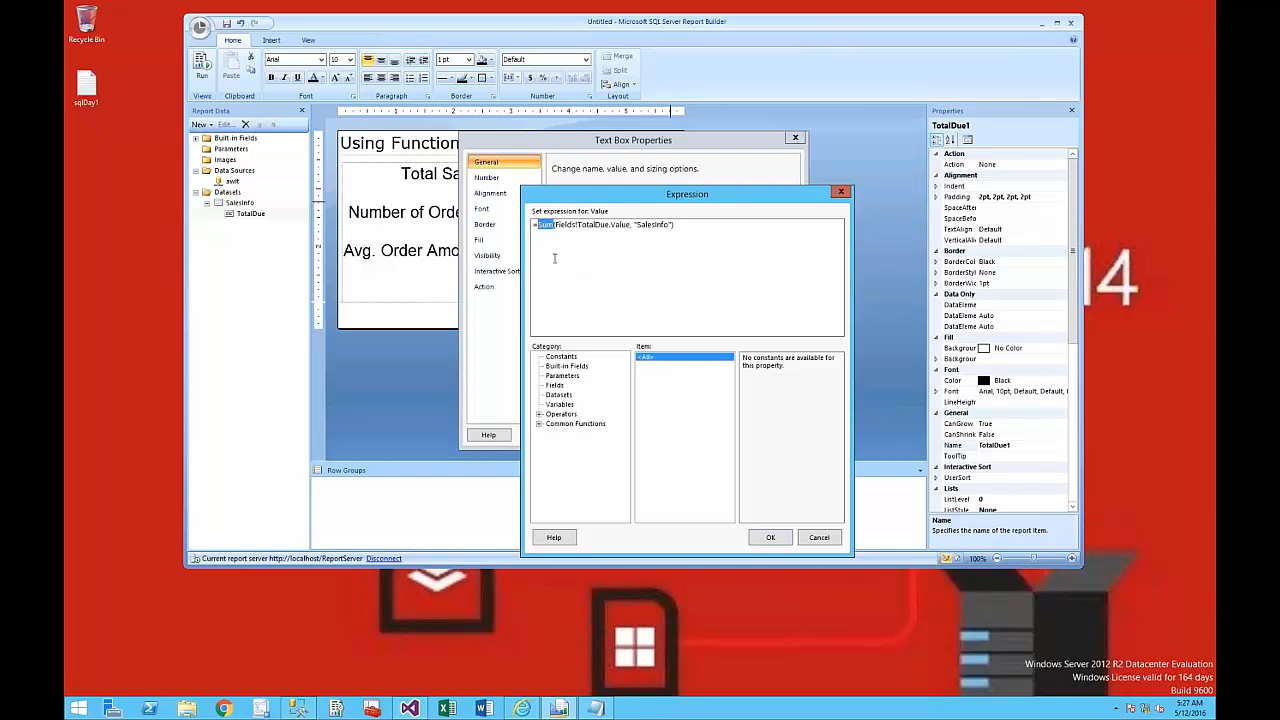 Recycle Bin
sqlDay1
Untitled - Microsoft SQL Server Report Builder
Home
Insert
View
Run
Paste
Arial
10
1 pt
Default
Merge
Split
Align
Views
Clipboard
Font
Paragraph
Border
Number
Layout
Report Data
New
Edit...
Built-in Fields
Parameters
Images
Data Sources
awlt
Datasets
SalesInfo
TotalDue
Using Function
Total Sa
Number of Orde
Avg. Order Amo
Text Box Properties
General
Number
Alignment
Font
Border
Fill
Visibility
Interactive Sort
Action
Change name, value, and sizing options.
Help
Expression
Set expression for: Value
=Sum(Fields!TotalDue.Value, "SalesInfo")
Category:
Constants
Built-in Fields
Parameters
Fields
Datasets
Variables
Operators
Common Functions
Item:
<All>
No constants are available for
this property.
Help
OK
Cancel
Row Groups
Properties
TotalDue1
Action
Action None
Alignment
Indent
Padding 2pt, 2pt, 2pt, 2pt
SpaceAfter
SpaceBefo
TextAlign Default
VerticalAli Default
Border
BorderCol Black
BorderStyl None
BorderWic 1pt
Data Only
DataEleme
DataEleme Auto
DataEleme Auto
Fill
Backgrour No Color
Backgrour
Font
Color Black
Font Arial, 10pt, Default, Default, D
LineHeigh
General
CanGrow True
CanShrink False
Name TotalDue1
ToolTip
Interactive Sort
UserSort
Lists
ListLevel 0
ListStyle None
Name
Specifies the name of the report item.
Current report server http://localhost/ReportServer Disconnect
100%
14
Windows Server 2012 R2 Datacenter Evaluation
Windows License valid for 164 days
Build 9600
5:27 AM
5/12/2016